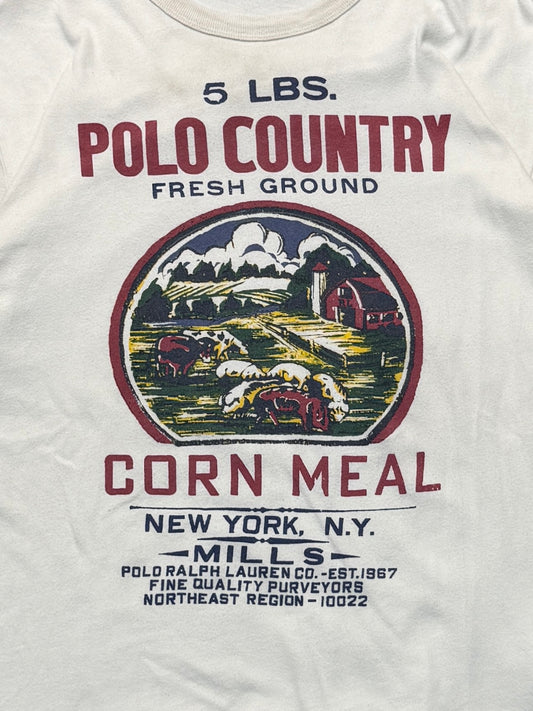 5 LBS.
POLO COUNTRY
FRESH GROUND
CORN MEAL
NEW YORK, N.Y.
MILLS
POLO RALPH LAUREN CO.-EST.1967
FINE QUALITY PURVEYORS
NORTHEAST REGION - 10022